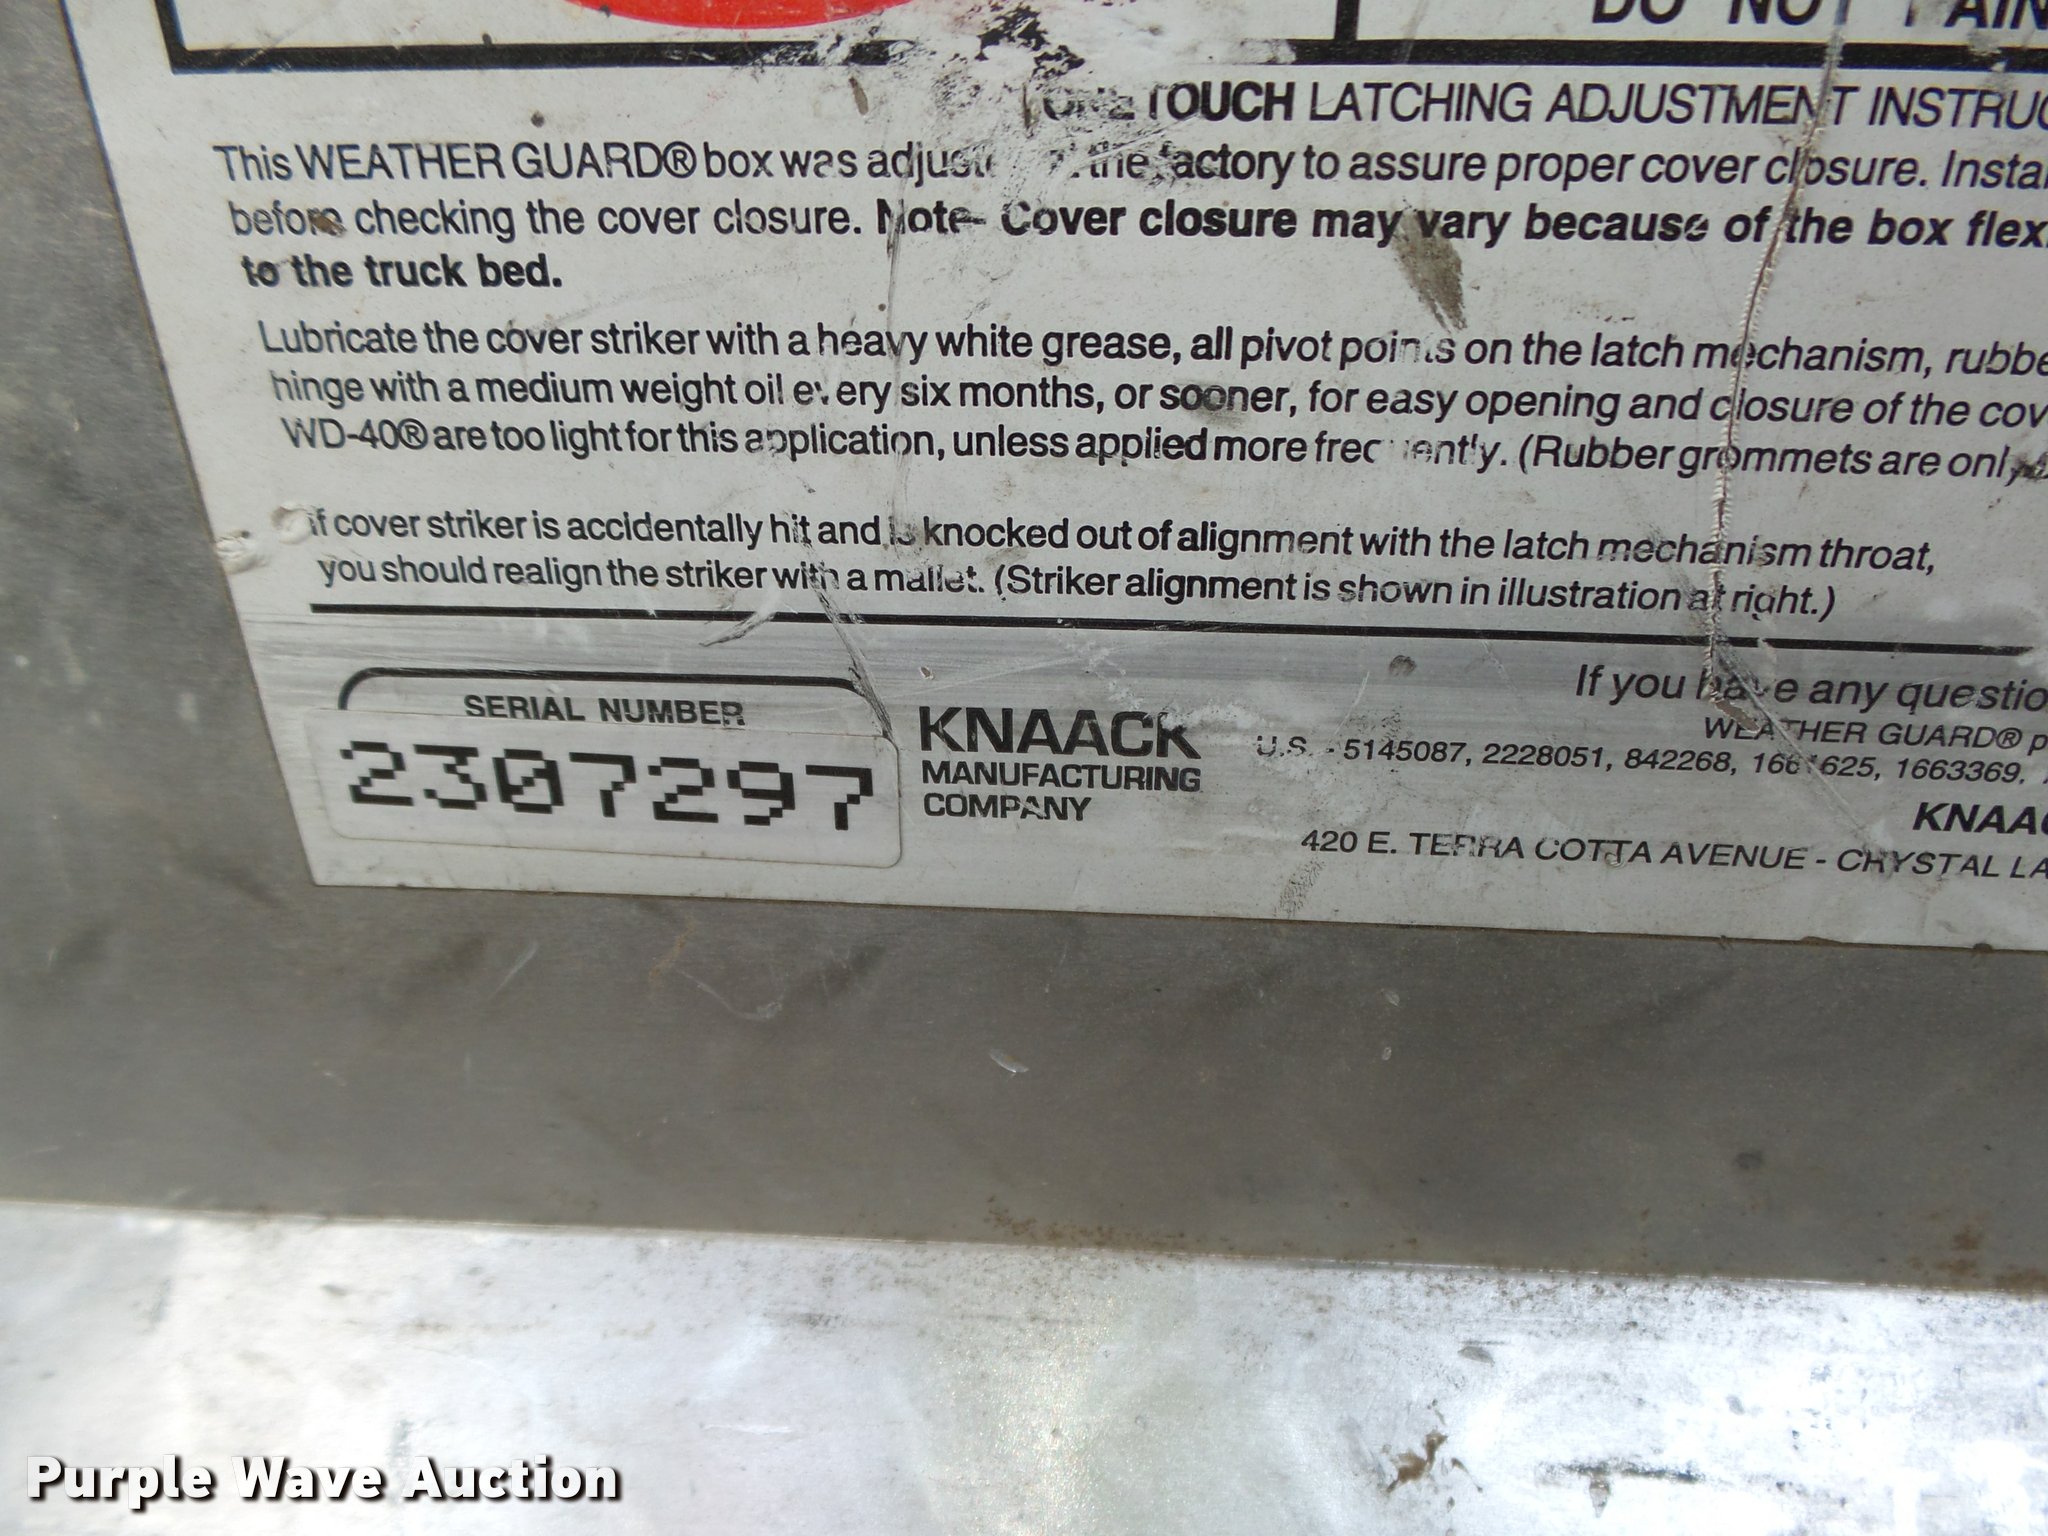 DO NOT PAIN
ONE TOUCH LATCHING ADJUSTMENT INSTRUC
This WEATHER GUARD® box was adjusted at the factory to assure proper cover closure. Instal
before checking the cover closure. Note- Cover closure may vary because of the box flex
to the truck bed.
Lubricate the cover striker with a heavy white grease, all pivot points on the latch mechanism, rubbe
hinge with a medium weight oil every six months, or sooner, for easy opening and closure of the cov
WD-40® are too light for this application, unless applied more frequently. (Rubber grommets are only
If cover striker is accidentally hit and is knocked out of alignment with the latch mechanism throat,
you should realign the striker with a mallet. (Striker alignment is shown in illustration at right.)
SERIAL NUMBER
2307297
KNAACK
MANUFACTURING
COMPANY
If you have any questio
WEATHER GUARD® p
U.S. - 5145087, 2228051, 842268, 1661625, 1663369,
KNAAC
420 E. TERRA COTTA AVENUE - CRYSTAL LA
Purple Wave Auction